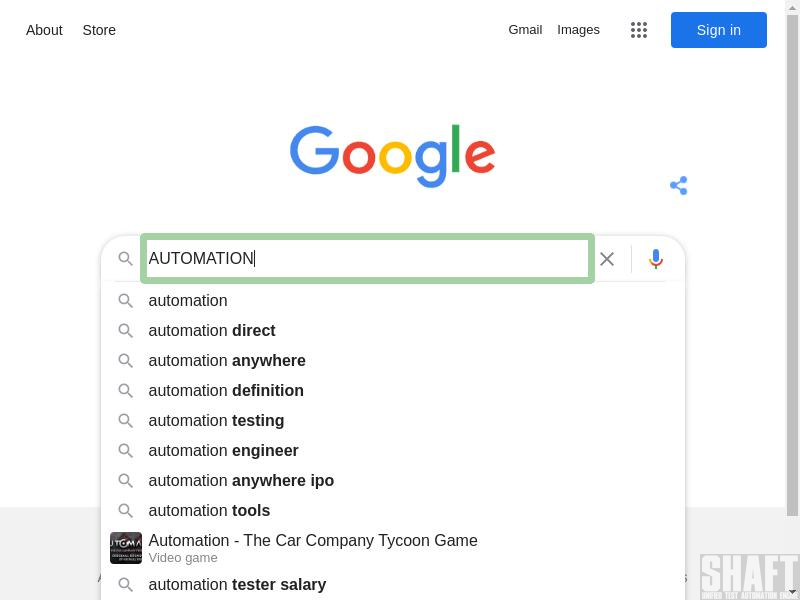 About Store Gmail Images Sign in
Google
AUTOMATION
automation
automation direct
automation anywhere
automation definition
automation testing
automation engineer
automation anywhere ipo
automation tools
Automation - The Car Company Tycoon Game
Video game
automation tester salary
SHAFT